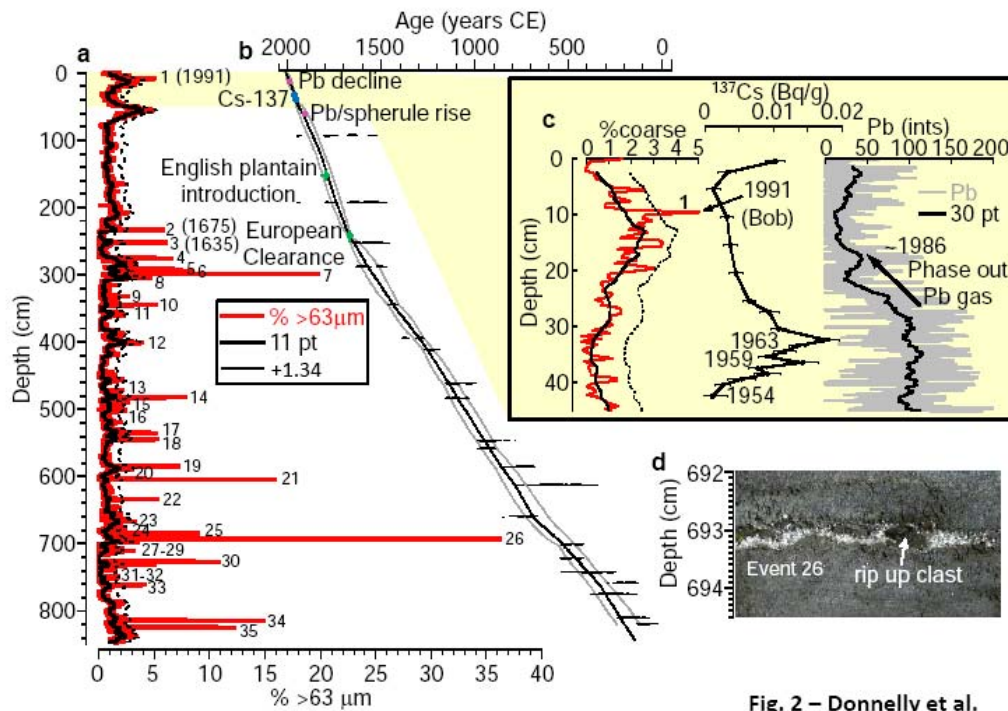 Age (years CE)
a
b
2000 1500 1000 400 0
0
100
200
300
400
500
600
700
800
Depth (cm)
1 (1991)
Pb decline
Cs-137
Pb/spherule rise
English plantain
introduction
European
Clearance
2 (1675)
3 (1635)
4
5
6
7
8
9
10
11
12
13
14
15
16
17
18
19
20
21
22
23
24
25
26
27-29
30
31-32
33
34
35
% >63μm
11 pt
+1.34
0 5 10 15 20 25 30 35 40
% >63 μm
c
137Cs (Bq/g)
0 0.01 0.02
%coarse
0 1 2 3 4 5
Pb (ints)
0 50 100 200
0
10
20
30
40
Depth (cm)
1
1991
(Bob)
1963
1959
1954
Pb
30 pt
~1986
Phase out
Pb gas
d
692
693
694
Depth (cm)
Event 26
rip up clast
Fig. 2 – Donnelly et al.